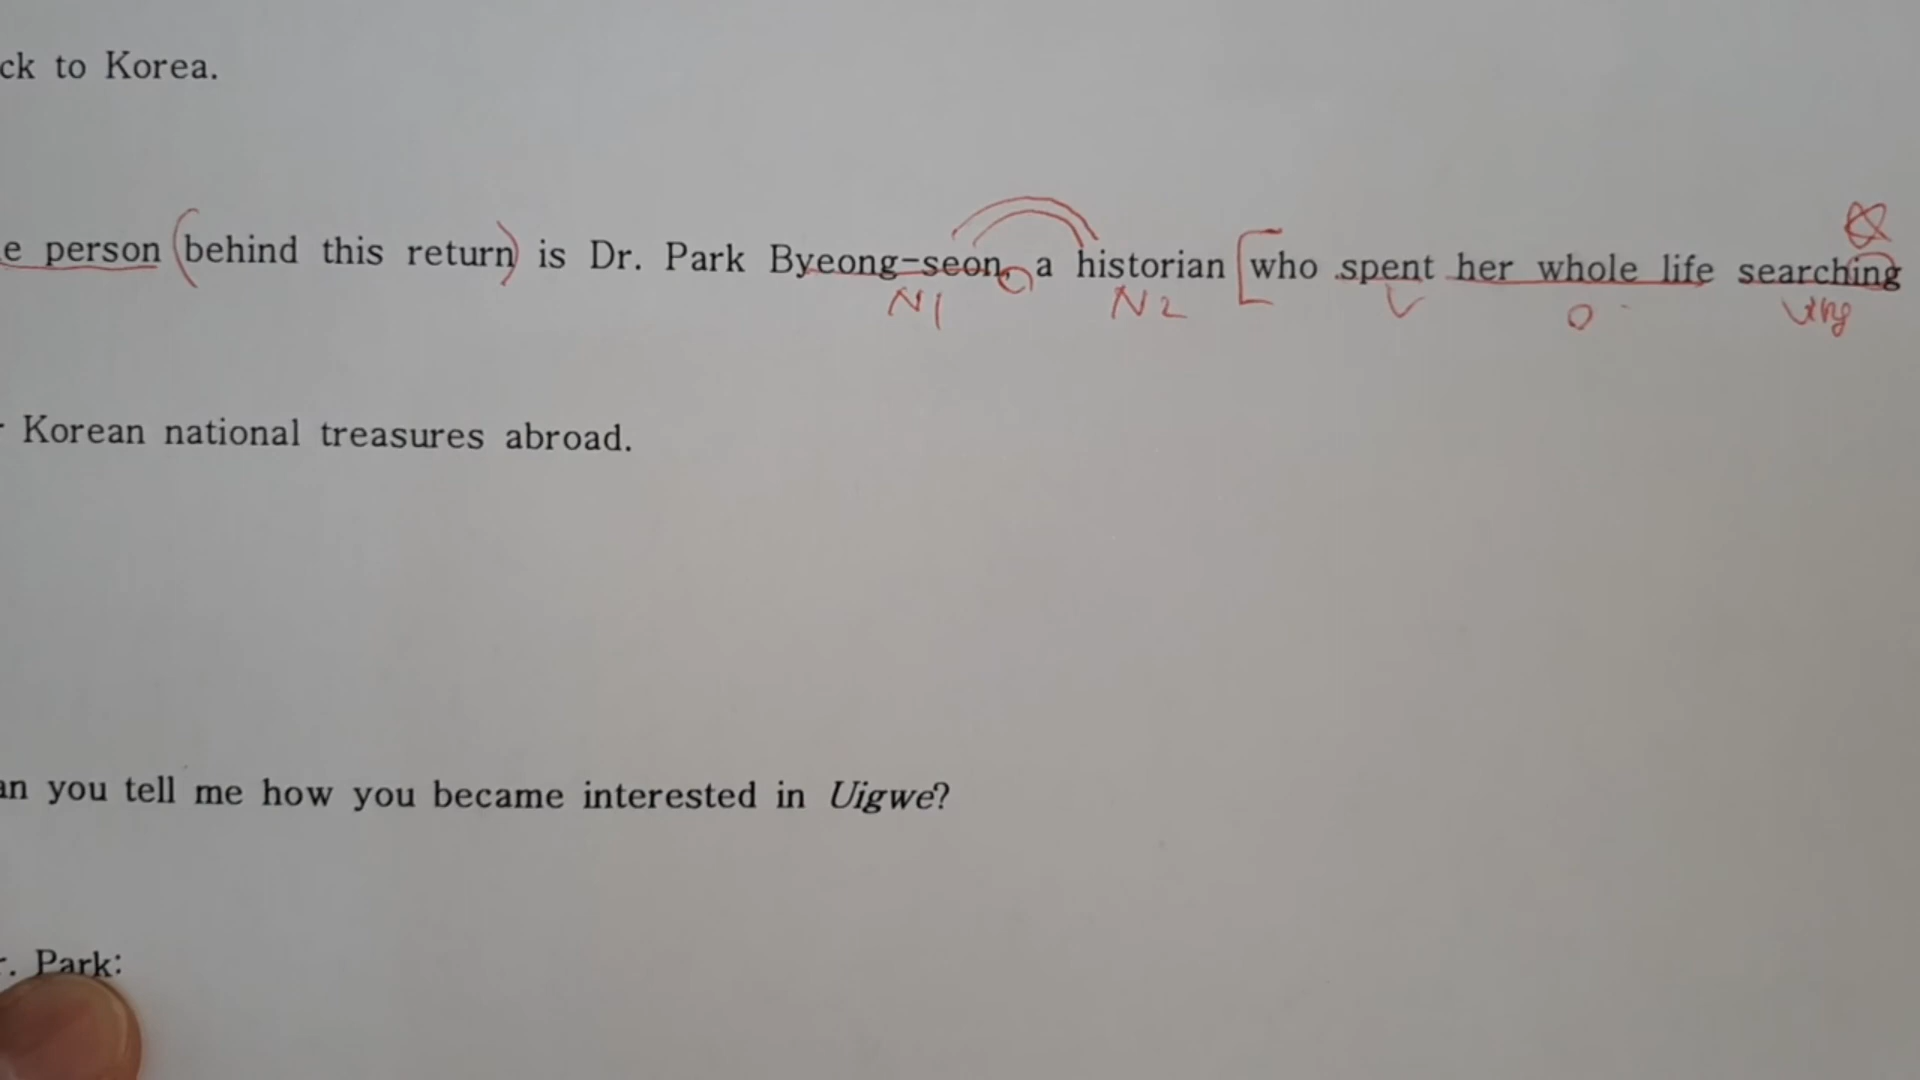 ck to Korea.
e person behind this return is Dr. Park Byeong-seon, a historian who spent her whole life searching
N1 N2 V O Ving
Korean national treasures abroad.
an you tell me how you became interested in Uigwe?
. Park: